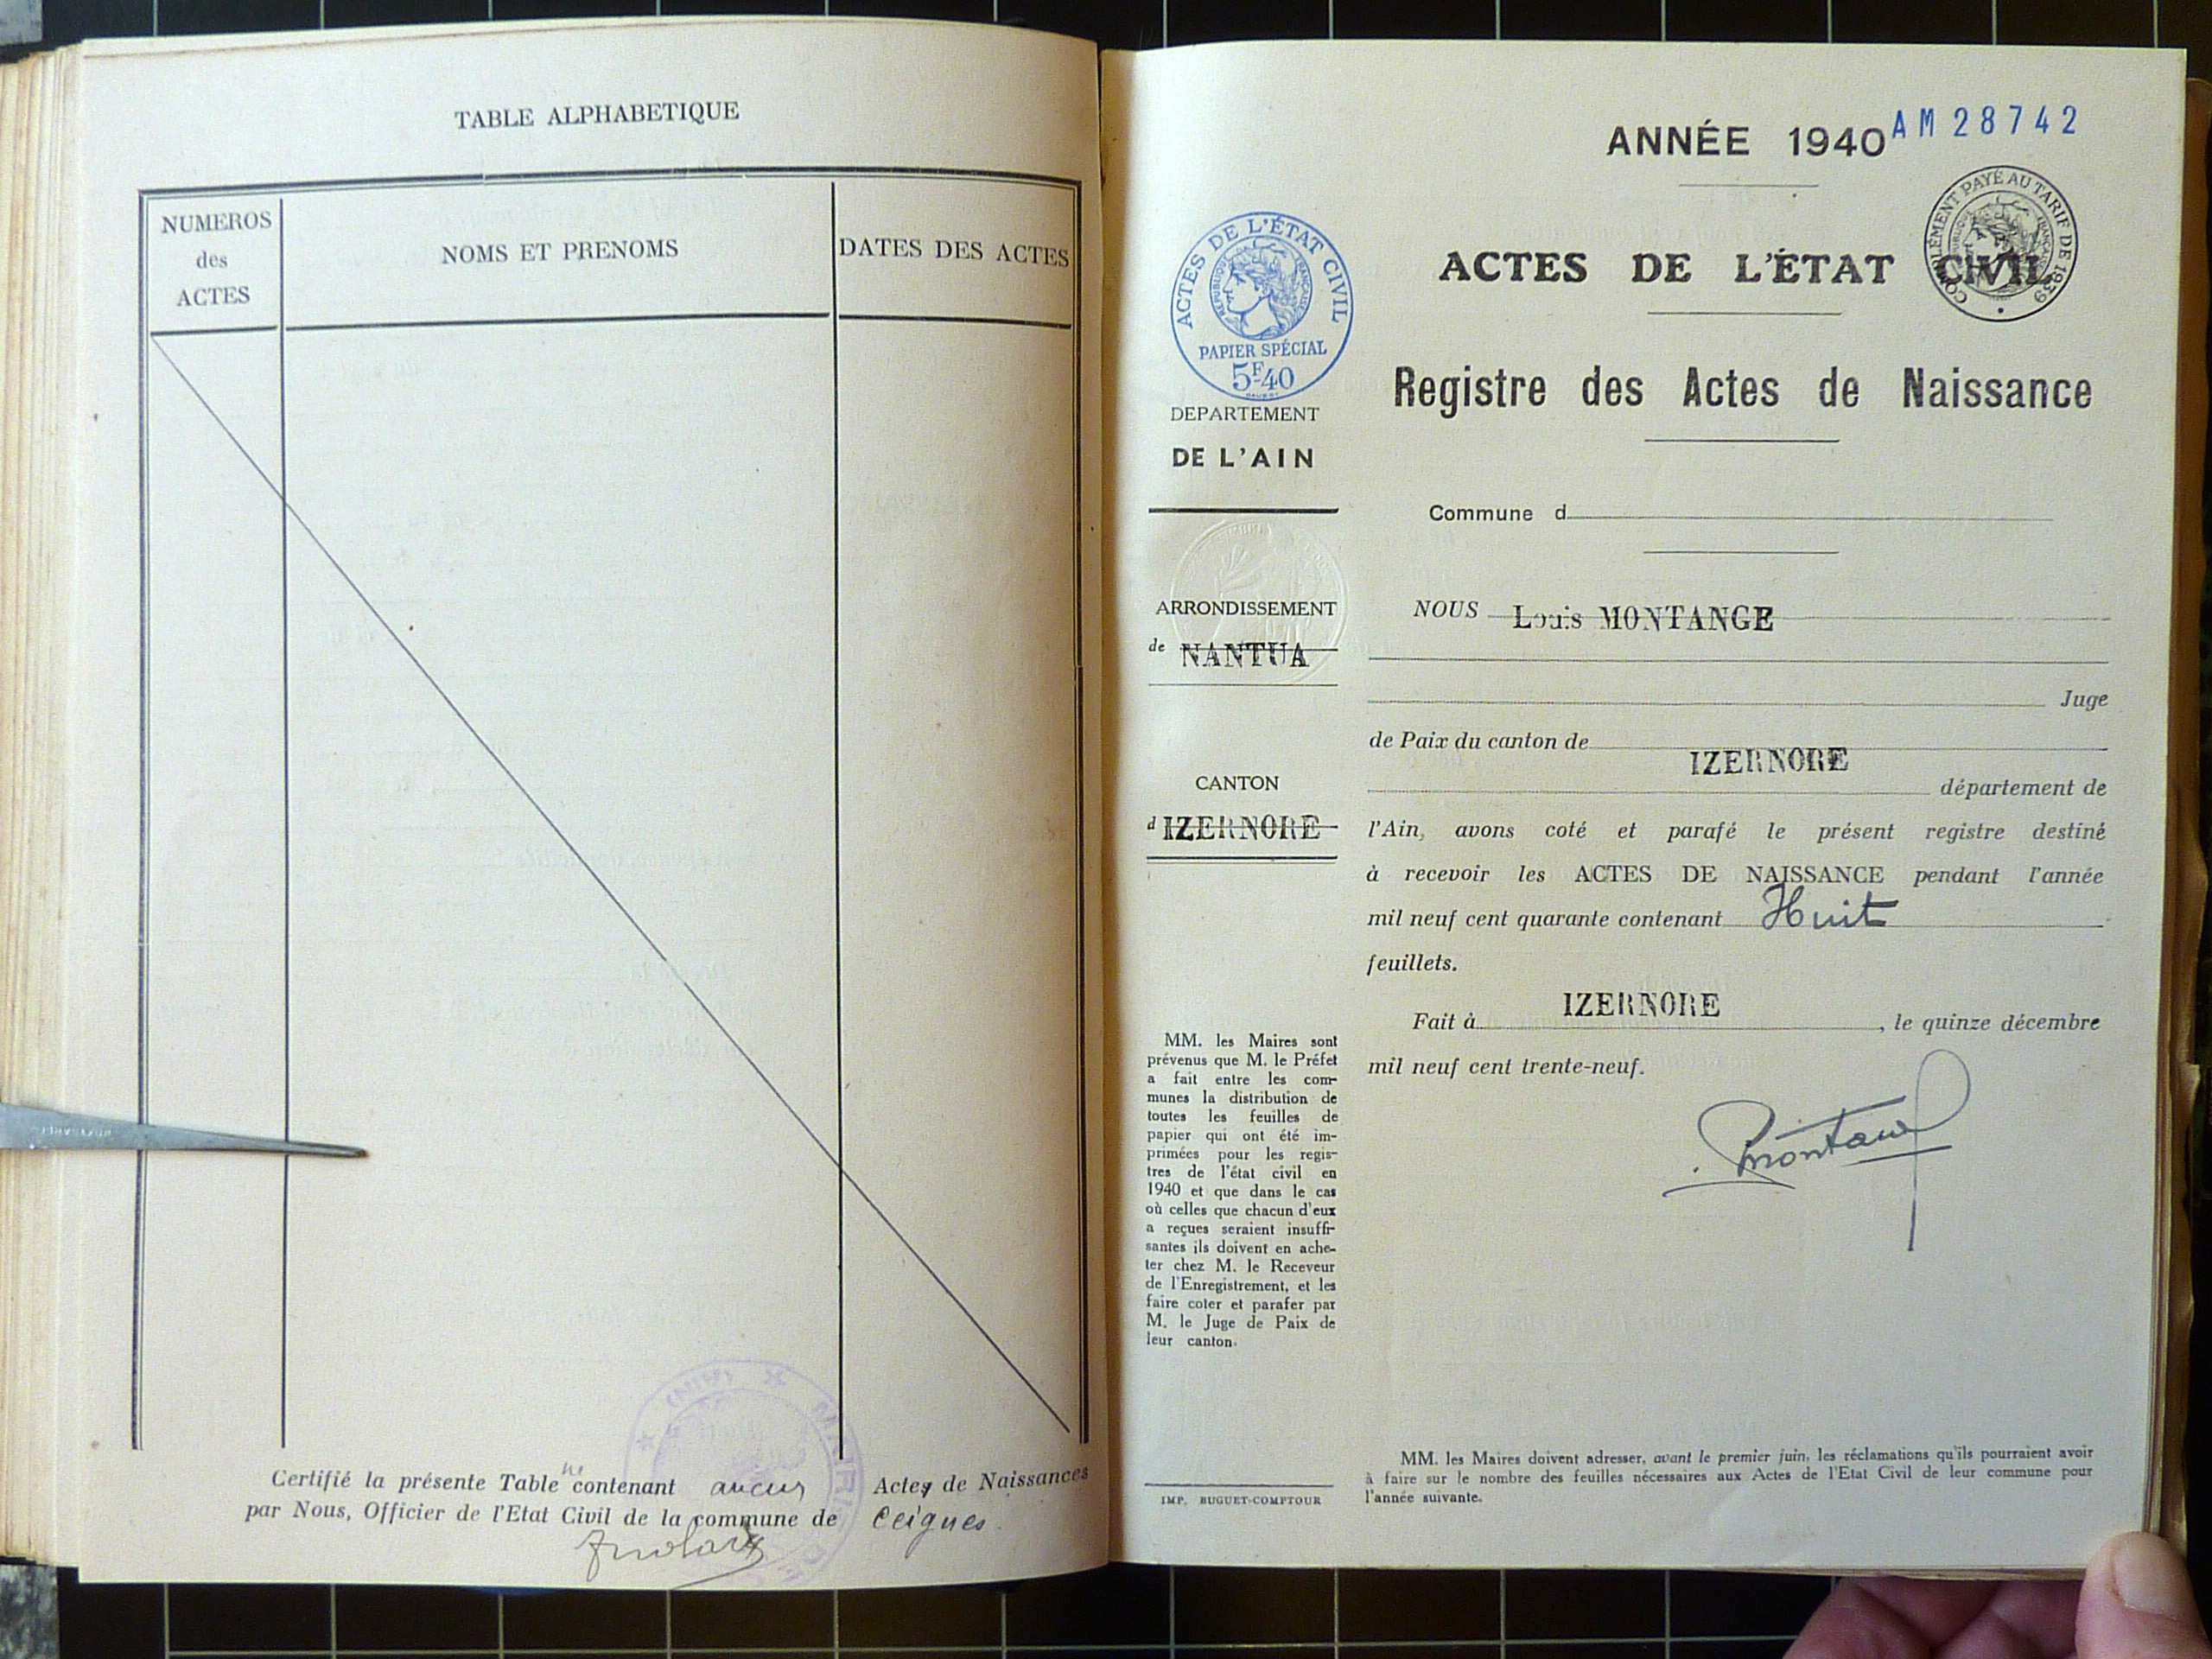 TABLE ALPHABETIQUE
NUMEROS
des
ACTES
NOMS ET PRENOMS
DATES DES ACTES
Certifié la présente Table ne contenant aucun Actes de Naissances
par Nous, Officier de l'Etat Civil de la commune de Ceignes.
ANNÉE 1940
AM 28742
COMPLÉMENT PAYÉ AU TARIF DE 1939
ACTES DE L'ÉTAT CIVIL
ACTES DE L'ÉTAT CIVIL
RÉPUBLIQUE FRANÇAISE
PAPIER SPÉCIAL
5F40
Registre des Actes de Naissance
DEPARTEMENT
DE L'AIN
Commune d
ARRONDISSEMENT
de NANTUA
CANTON
d IZERNORE
NOUS Louis MONTANGE
Juge
de Paix du canton de
IZERNORE
département de
l'Ain, avons coté et parafé le présent registre destiné
à recevoir les ACTES DE NAISSANCE pendant l'année
mil neuf cent quarante contenant Huit
feuillets.
Fait à IZERNORE, le quinze décembre
mil neuf cent trente-neuf.
MM. les Maires sont
prévenus que M. le Préfet
a fait entre les com-
munes la distribution de
toutes les feuilles de
papier qui ont été im-
primées pour les regis-
tres de l'état civil en
1940 et que dans le cas
où celles que chacun d'eux
a reçues seraient insuffi-
santes ils doivent en ache-
ter chez M. le Receveur
de l'Enregistrement, et les
faire coter et parafer par
M. le Juge de Paix de
leur canton.
IMP. BUGUET-COMPTOUR
MM. les Maires doivent adresser, avant le premier juin, les réclamations qu'ils pourraient avoir
à faire sur le nombre des feuilles nécessaires aux Actes de l'Etat Civil de leur commune pour
l'année suivante.